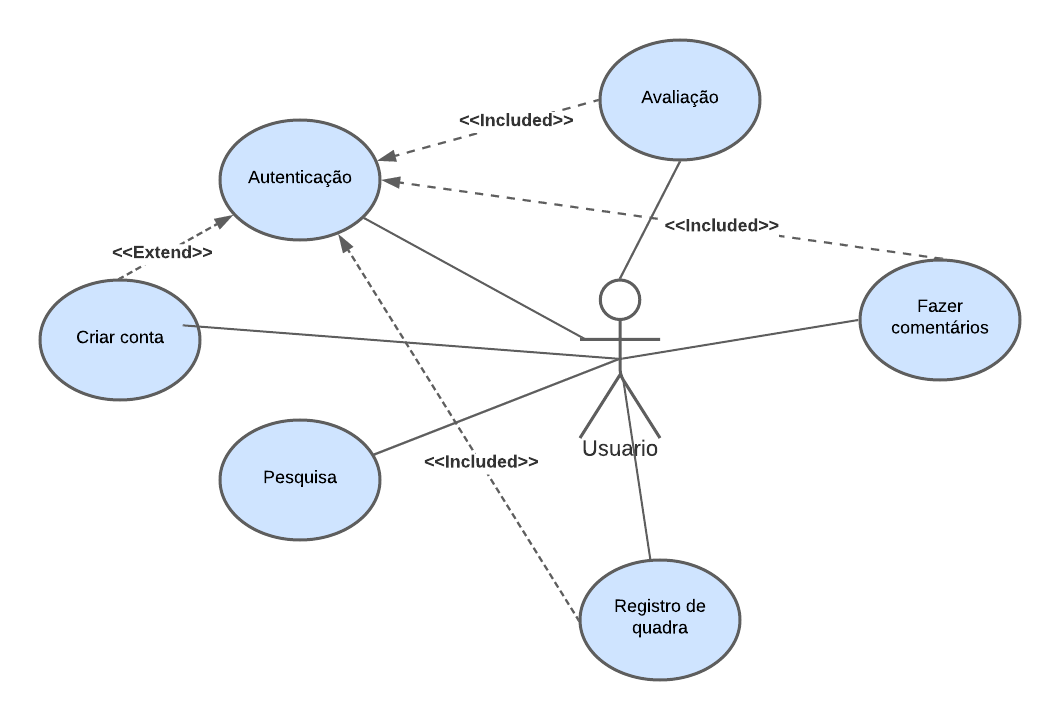 Avaliação
<<Included>>
Autenticação
<<Included>>
<<Extend>>
Fazer
comentários
Criar conta
Usuario
<<Included>>
Pesquisa
Registro de
quadra